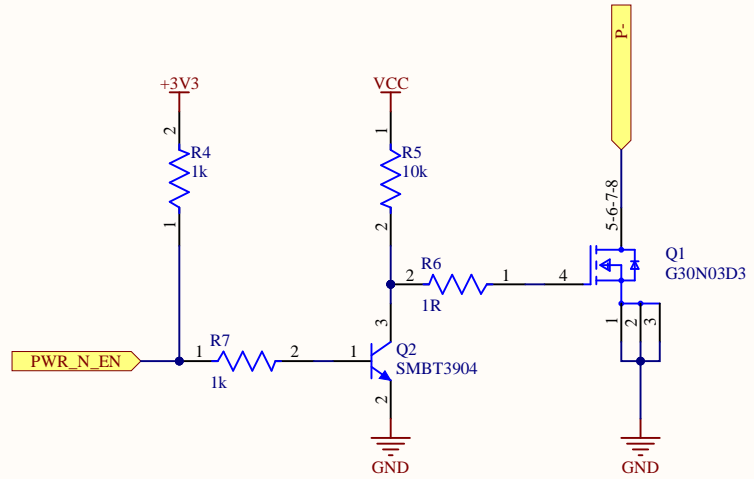 P-
+3V3
VCC
2
R4
1k
1
1
R5
10k
2
5-6-7-8
Q1
G30N03D3
2
R6
1R
1
4
3
1
2
3
PWR_N_EN
1
R7
1k
2
1
Q2
SMBT3904
2
GND
GND